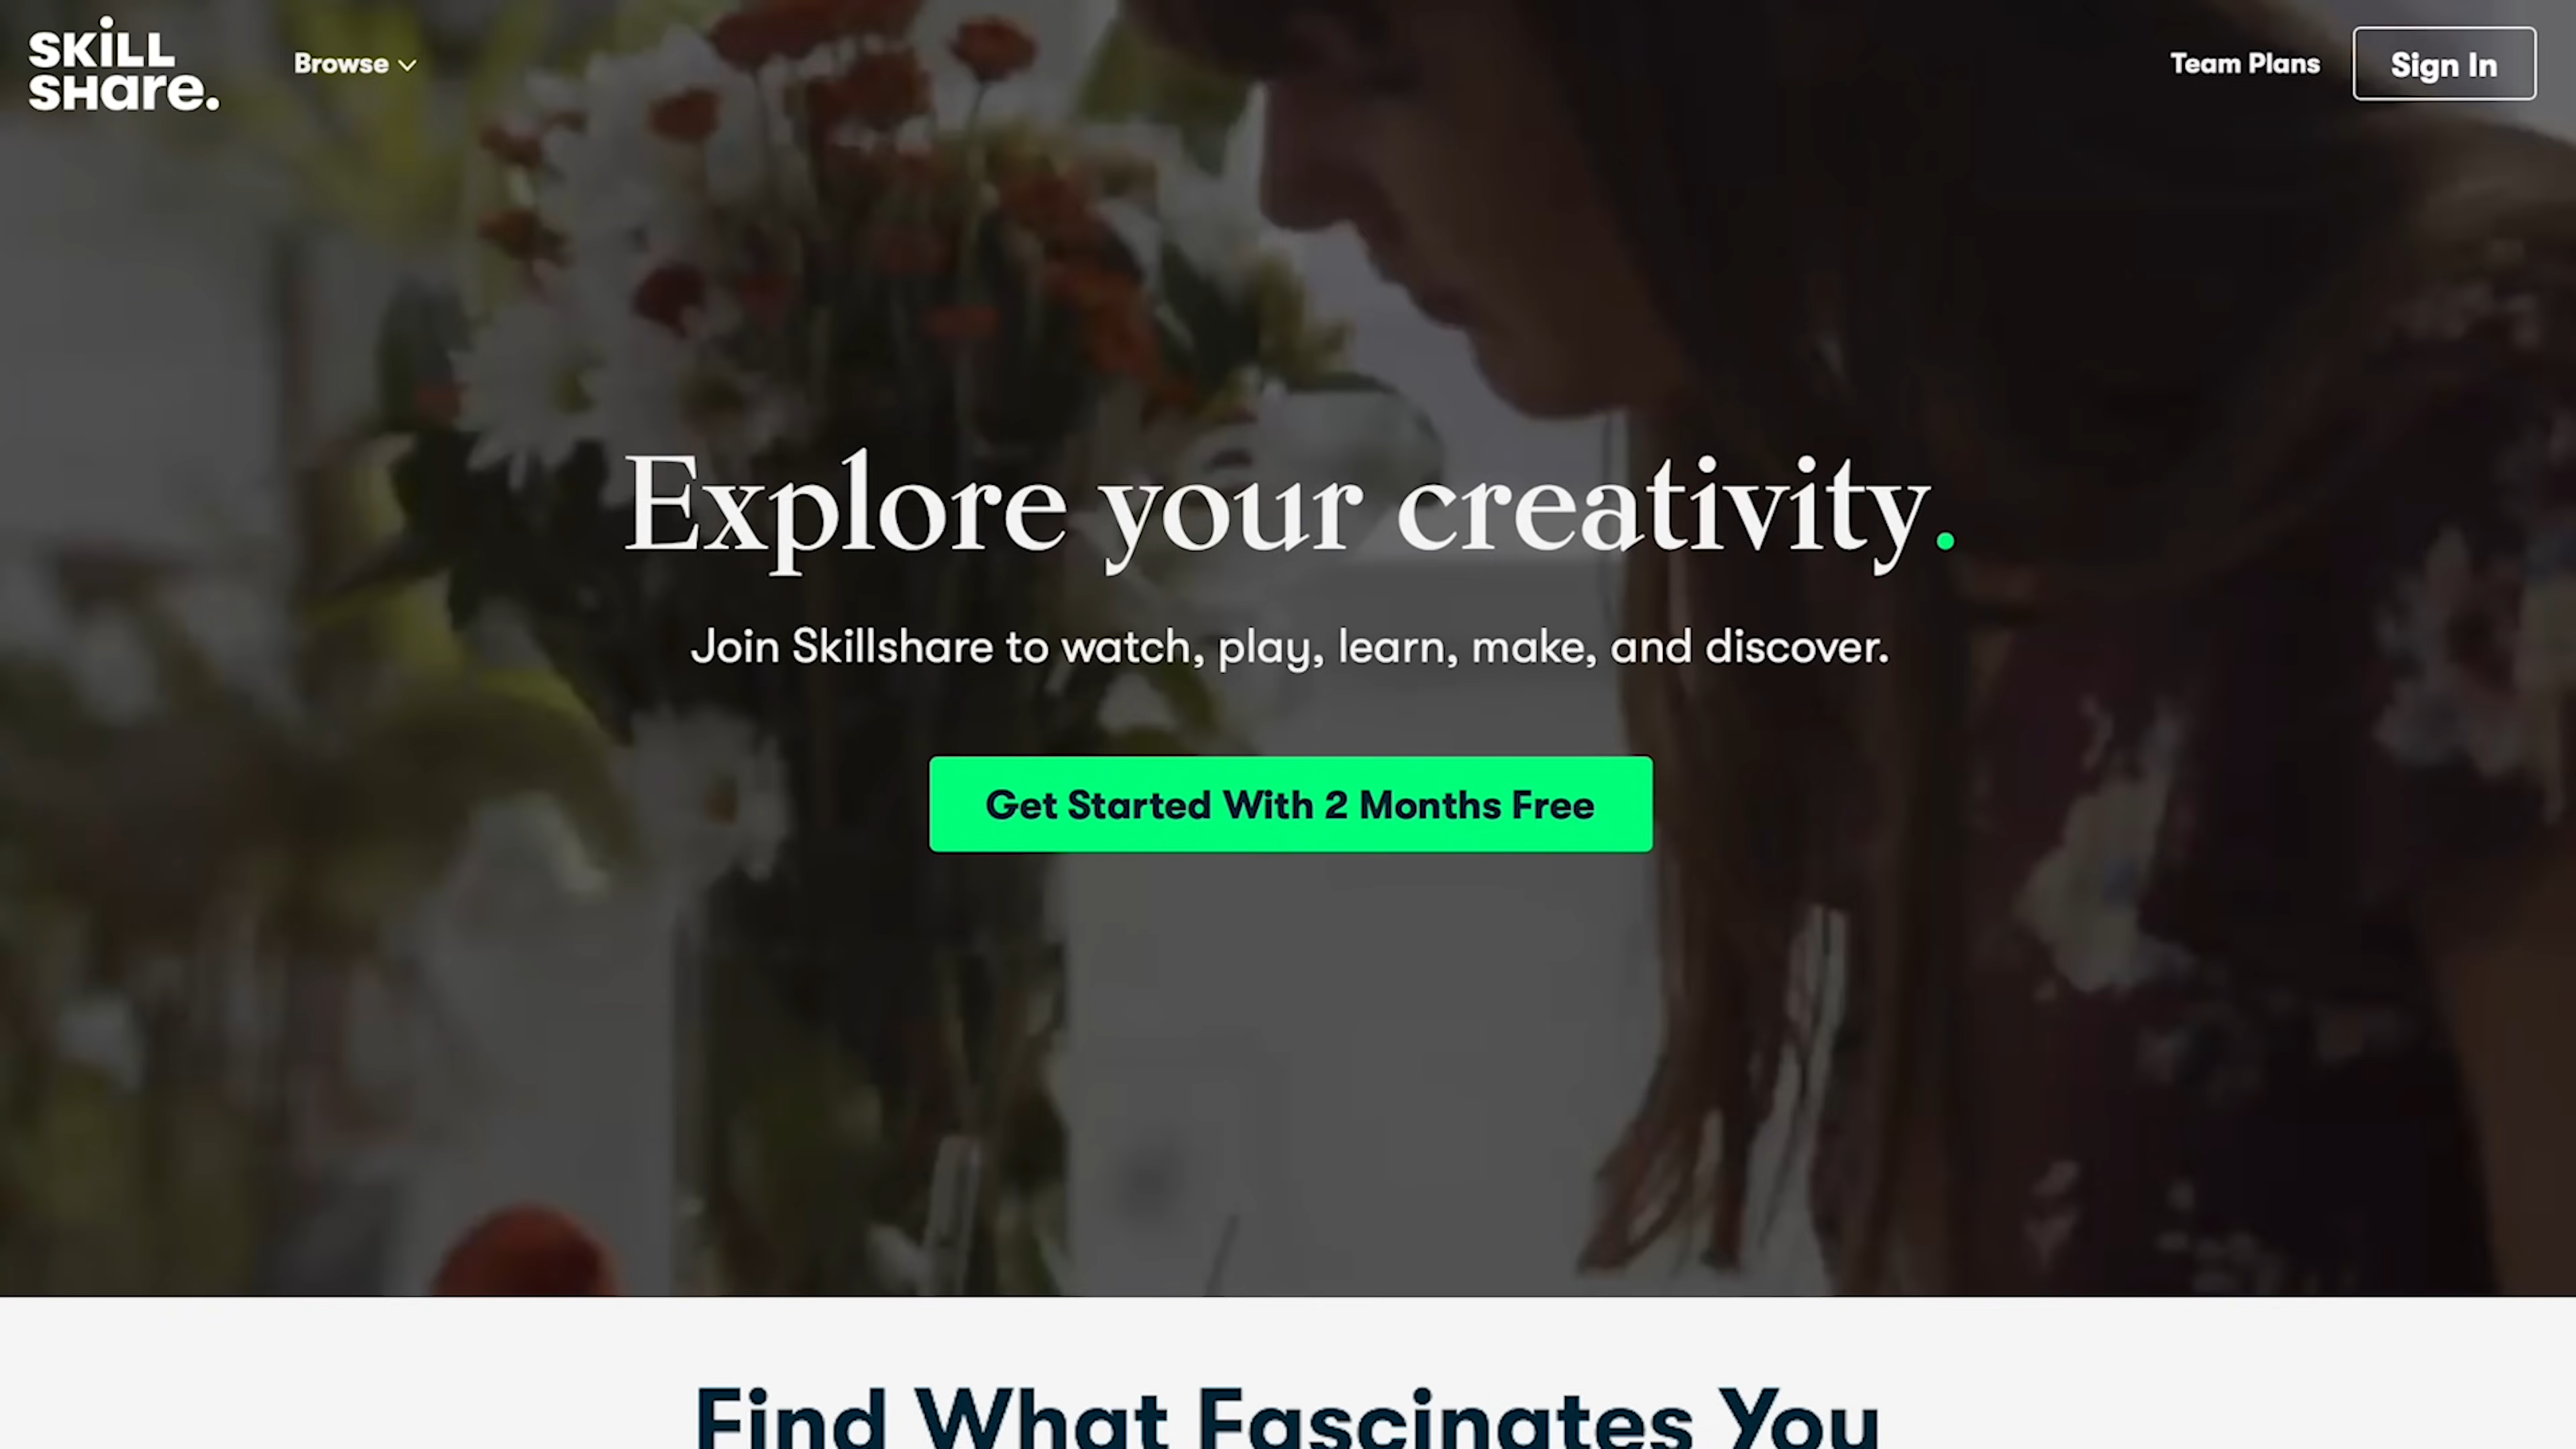 SKiLL
SHare.
Browse
Team Plans
Sign In
Explore your creativity.
Join Skillshare to watch, play, learn, make, and discover.
Get Started With 2 Months Free
Find What Fascinates You